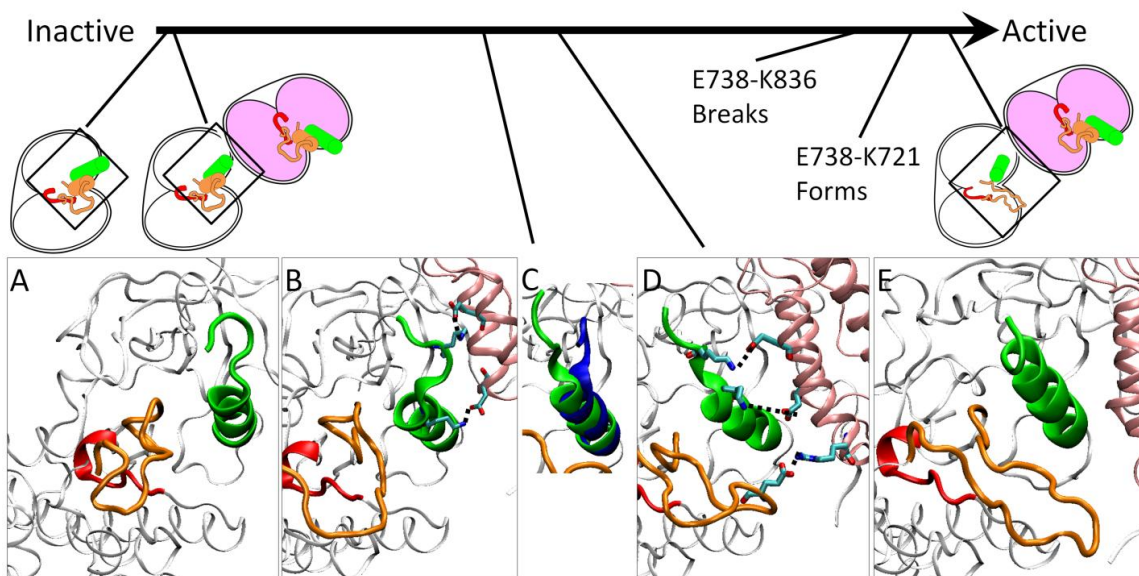 Inactive
Active
E738-K836
Breaks
E738-K721
Forms
A
B
C
D
E